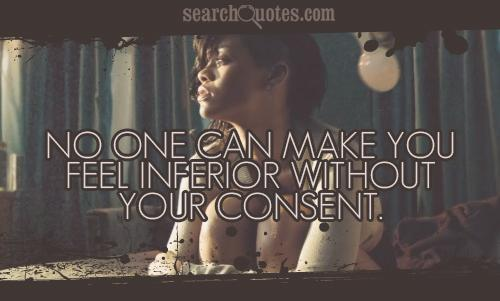 searchQuotes.com
NO ONE CAN MAKE YOU
FEEL INFERIOR WITHOUT
YOUR CONSENT.